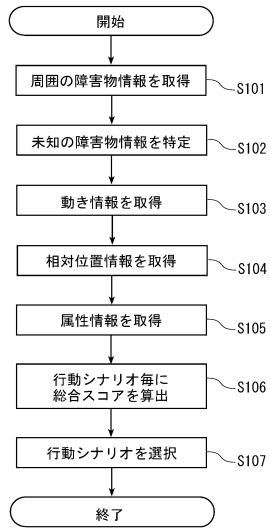 開始
周囲の障害物情報を取得
S101
未知の障害物情報を特定
S102
動き情報を取得
S103
相対位置情報を取得
S104
属性情報を取得
S105
行動シナリオ毎に
総合スコアを算出
S106
行動シナリオを選択
S107
終了